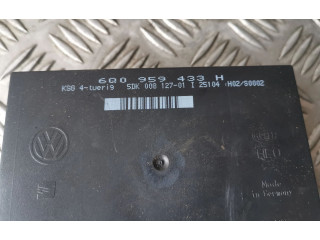 6Q0 959 433 H
KSG 4-tuerig 5DK 008 127-01 I 25104 H02/S0002
Made
in Germany